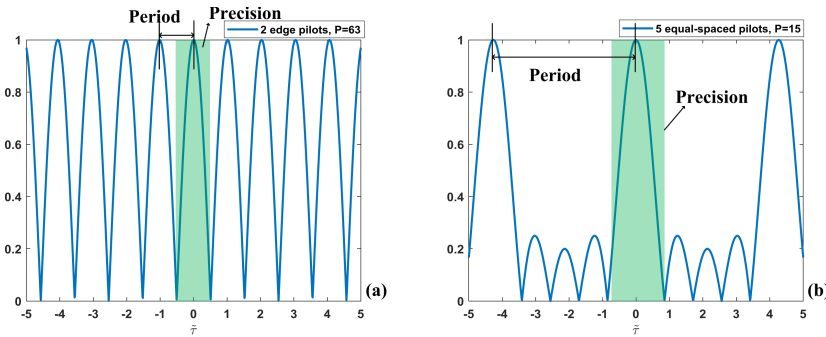 Period
Precision
2 edge pilots, P=63
1
0.8
0.6
0.4
0.2
0
-5 -4 -3 -2 -1 0 1 2 3 4 5
τ̃
(a)
5 equal-spaced pilots, P=15
Period
Precision
1
0.8
0.6
0.4
0.2
0
-5 -4 -3 -2 -1 0 1 2 3 4 5
τ̃
(b)